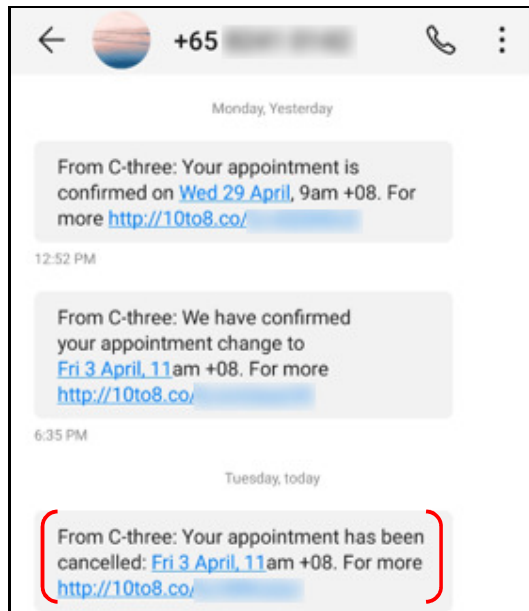 +65
Monday, Yesterday
From C-three: Your appointment is
confirmed on Wed 29 April, 9am +08. For
more http://10to8.co/
12:52 PM
From C-three: We have confirmed
your appointment change to
Fri 3 April, 11am +08. For more
http://10to8.co/
6:35 PM
Tuesday, today
From C-three: Your appointment has been
cancelled: Fri 3 April, 11am +08. For more
http://10to8.co/